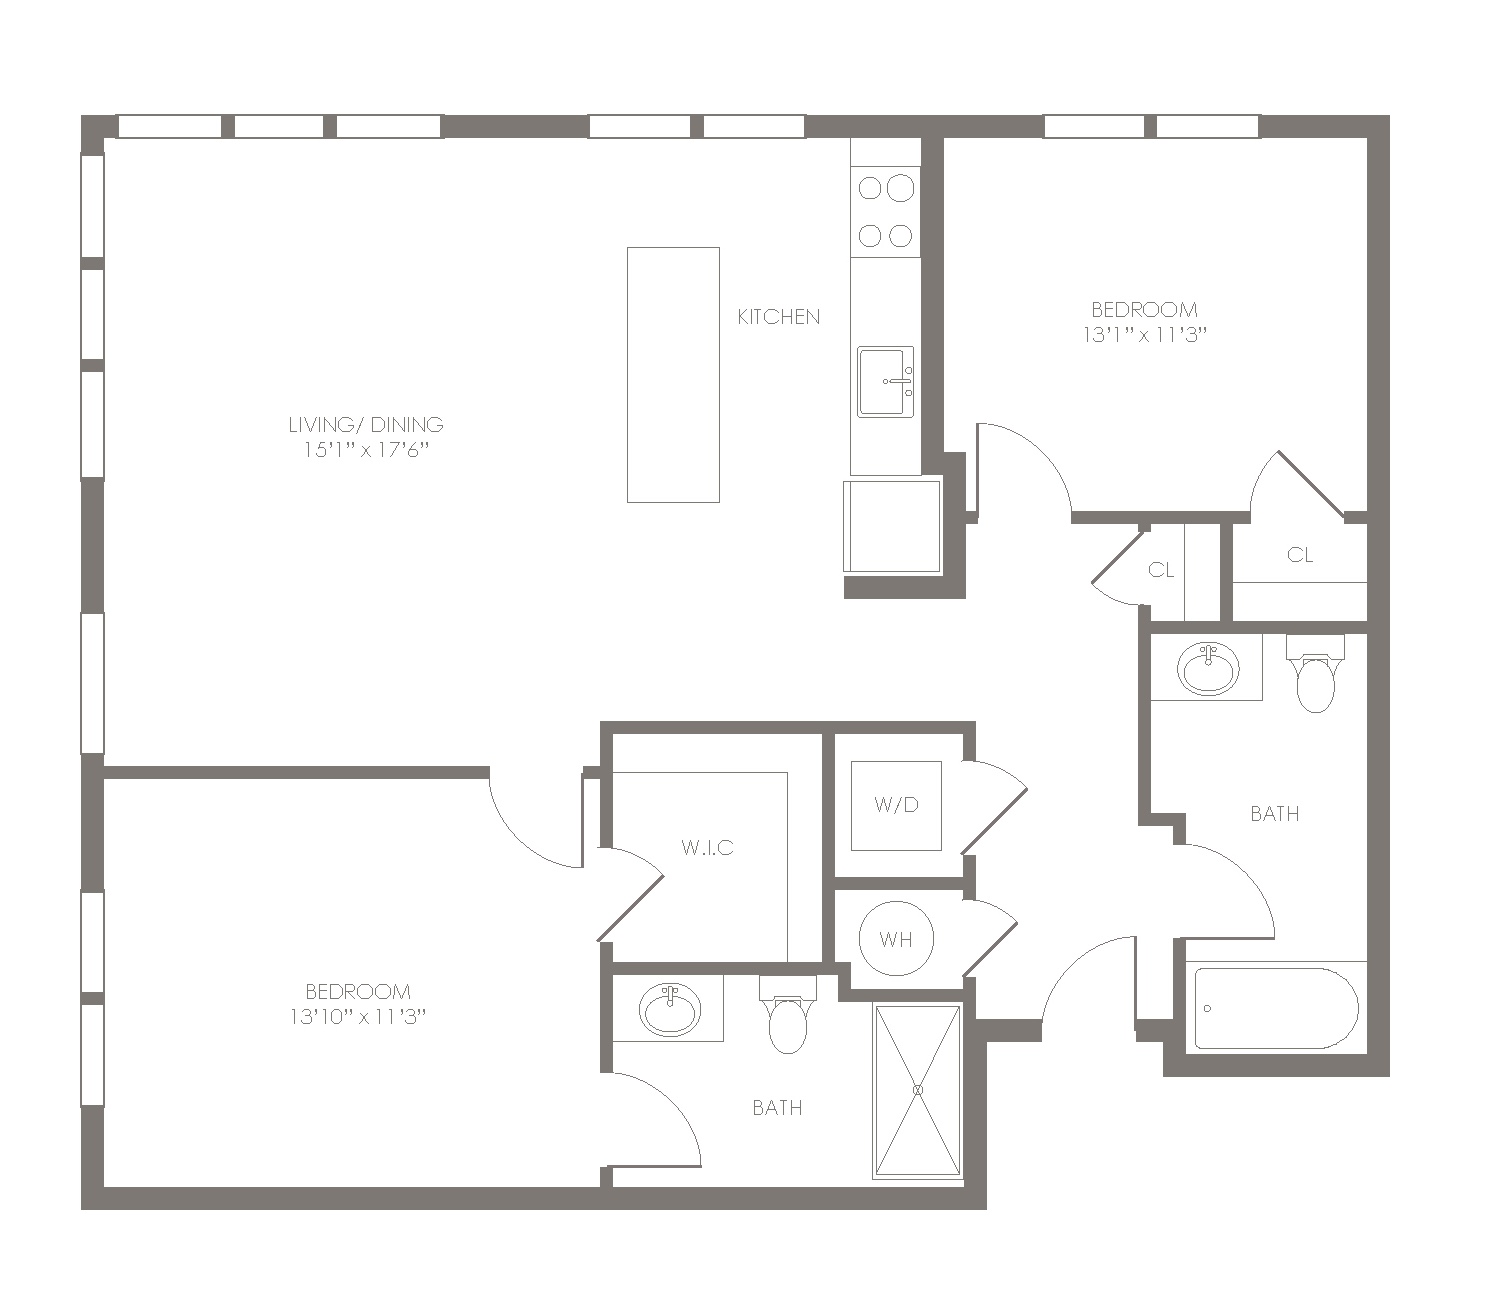 BEDROOM
13'1" x 11'3"
KITCHEN
LIVING/ DINING
15'1" x 17'6"
CL
CL
W/D
BATH
W.I.C
WH
BEDROOM
13'10" x 11'3"
BATH